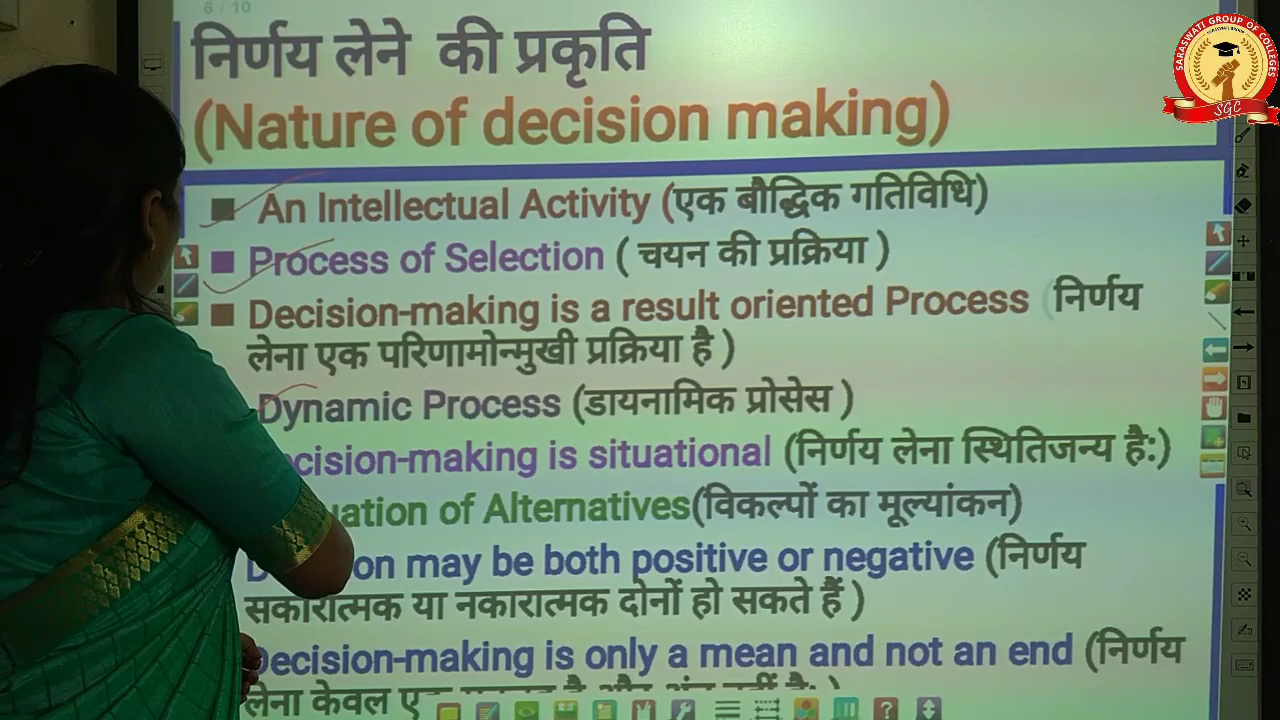 6 / 10
निर्णय लेने की प्रकृति
(Nature of decision making)
An Intellectual Activity (एक बौद्धिक गतिविधि)
Process of Selection ( चयन की प्रक्रिया )
Decision-making is a result oriented Process (निर्णय
लेना एक परिणामोन्मुखी प्रक्रिया है )
Dynamic Process (डायनामिक प्रोसेस )
cision-making is situational (निर्णय लेना स्थितिजन्य है:)
uation of Alternatives(विकल्पों का मूल्यांकन)
on may be both positive or negative (निर्णय
सकारात्मक या नकारात्मक दोनों हो सकते हैं )
Decision-making is only a mean and not an end (निर्णय
लेना केवल
SARASWATI GROUP OF COLLEGES
SGC